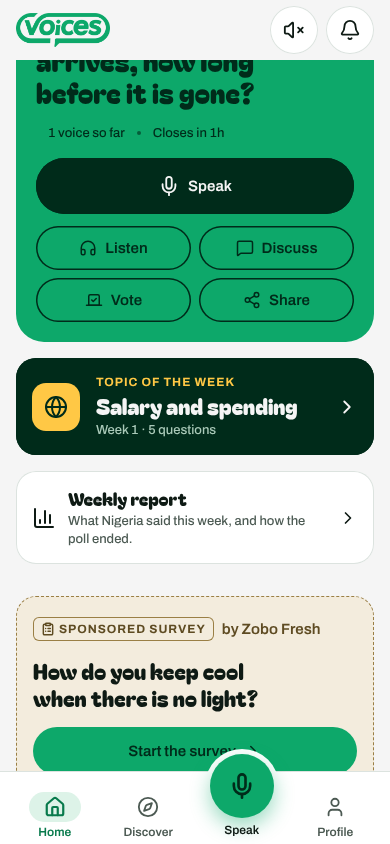 Voices
arrives, how long
before it is gone?
1 voice so far • Closes in 1h
Speak
Listen
Discuss
Vote
Share
TOPIC OF THE WEEK
Salary and spending
Week 1 · 5 questions
Weekly report
What Nigeria said this week, and how the
poll ended.
SPONSORED SURVEY by Zobo Fresh
How do you keep cool
when there is no light?
Start the survey
Home
Discover
Speak
Profile